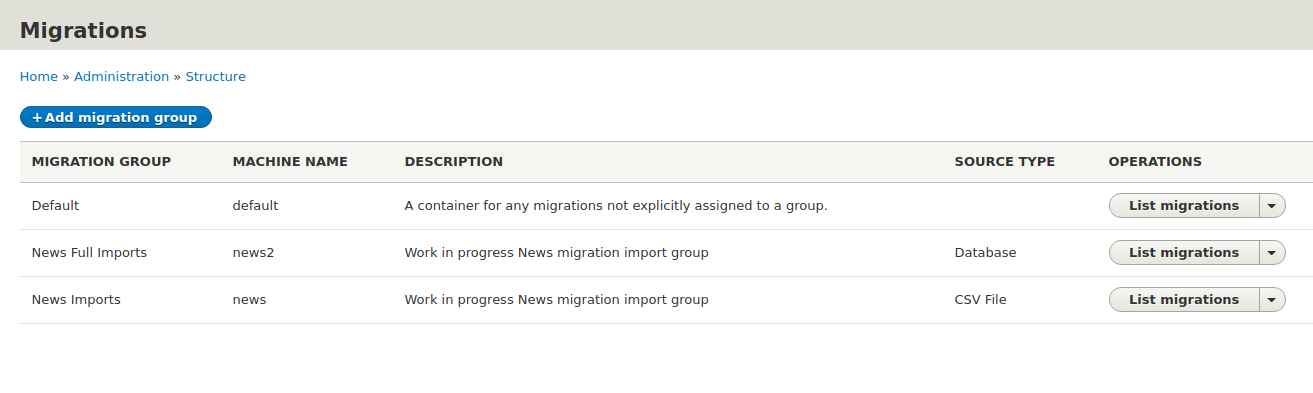 Migrations
Home » Administration » Structure
+ Add migration group
MIGRATION GROUP MACHINE NAME DESCRIPTION SOURCE TYPE OPERATIONS
Default default A container for any migrations not explicitly assigned to a group. List migrations
News Full Imports news2 Work in progress News migration import group Database List migrations
News Imports news Work in progress News migration import group CSV File List migrations